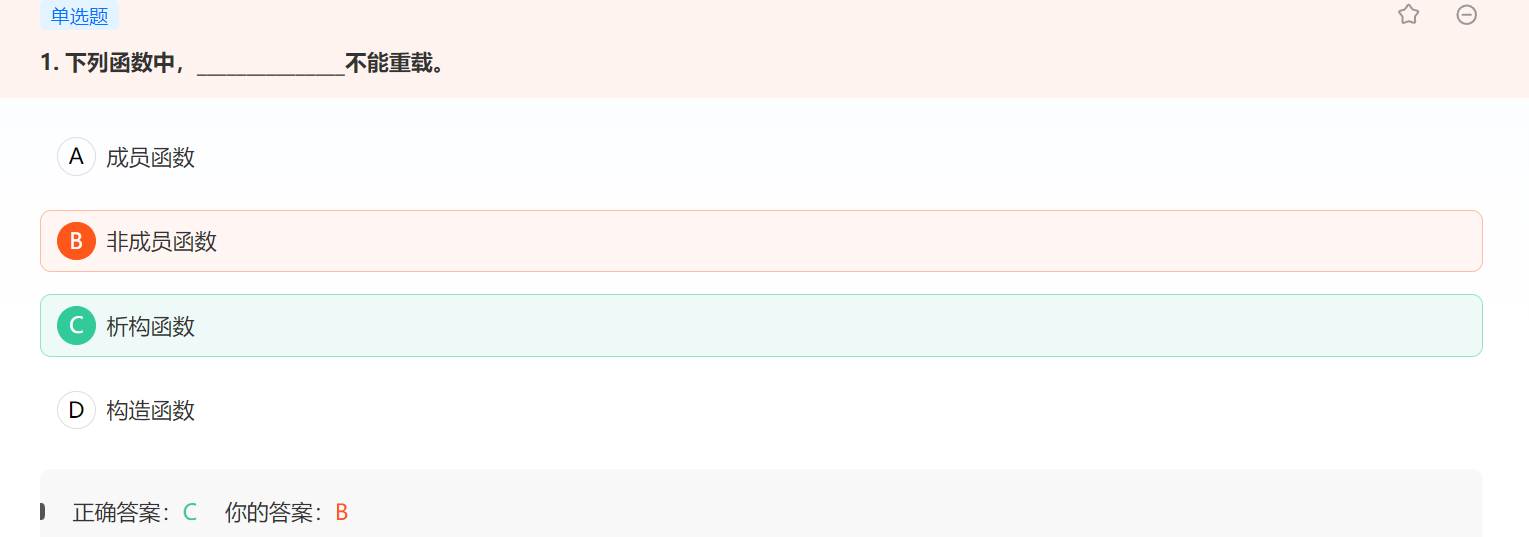 单选题
1. 下列函数中，______________不能重载。
A 成员函数
B 非成员函数
C 析构函数
D 构造函数
正确答案：C 你的答案：B